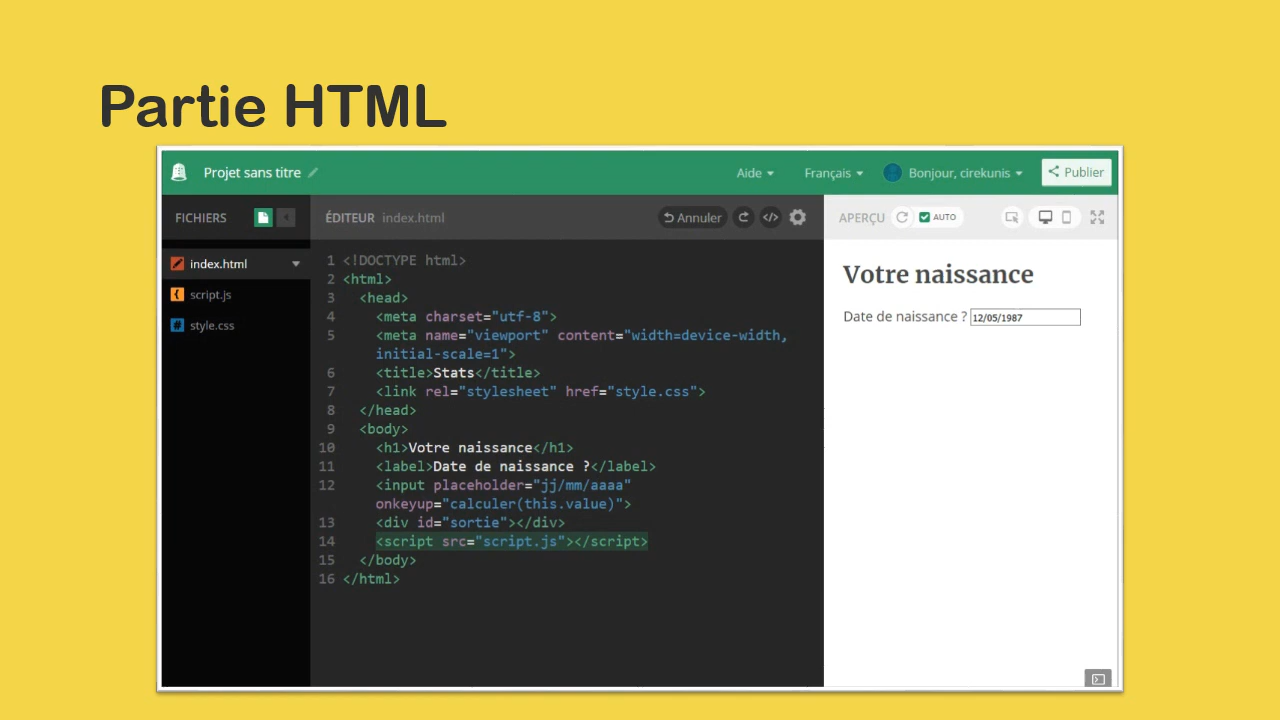 Partie HTML
Projet sans titre
Aide
Français
Bonjour, cirekunis
Publier
FICHIERS
ÉDITEUR index.html
Annuler
</>
APERÇU
AUTO
index.html
script.js
style.css
1 <!DOCTYPE html>
2 <html>
3 <head>
4 <meta charset="utf-8">
5 <meta name="viewport" content="width=device-width,
initial-scale=1">
6 <title>Stats</title>
7 <link rel="stylesheet" href="style.css">
8 </head>
9 <body>
10 <h1>Votre naissance</h1>
11 <label>Date de naissance ?</label>
12 <input placeholder="jj/mm/aaaa"
onkeyup="calculer(this.value)">
13 <div id="sortie"></div>
14 <script src="script.js"></script>
15 </body>
16 </html>
Votre naissance
Date de naissance ? 12/05/1987